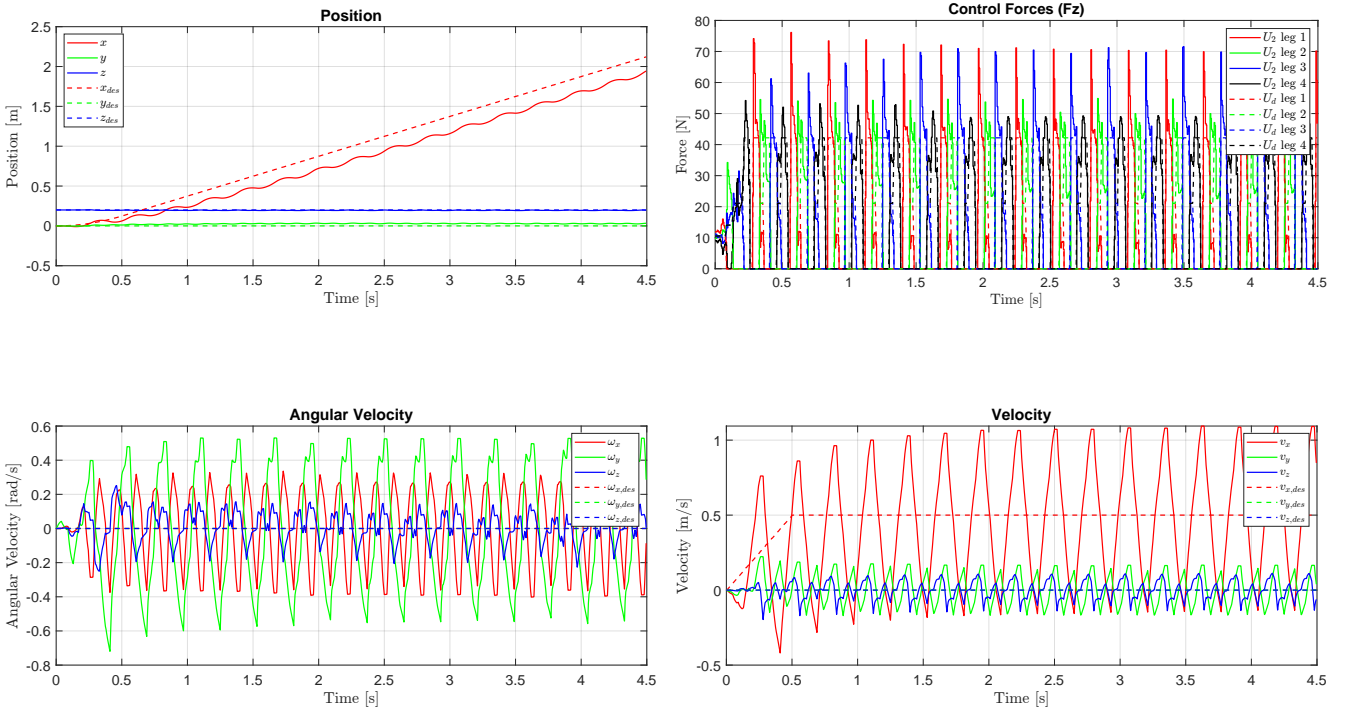 Position
2.5
2
1.5
1
0.5
0
-0.5
Position [m]
x
y
z
x_des
y_des
z_des
0 0.5 1 1.5 2 2.5 3 3.5 4 4.5
Time [s]
Control Forces (Fz)
80
70
60
50
40
30
20
10
0
Force [N]
U_2 leg 1
U_2 leg 2
U_2 leg 3
U_2 leg 4
U_d leg 1
U_d leg 2
U_d leg 3
U_d leg 4
0 0.5 1 1.5 2 2.5 3 3.5 4 4.5
Time [s]
Angular Velocity
0.6
0.4
0.2
0
-0.2
-0.4
-0.6
-0.8
Angular Velocity [rad/s]
ω_x
ω_y
ω_z
ω_x,des
ω_y,des
ω_z,des
0 0.5 1 1.5 2 2.5 3 3.5 4 4.5
Time [s]
Velocity
1
0.5
0
-0.5
Velocity [m/s]
v_x
v_y
v_z
v_x,des
v_y,des
v_z,des
0 0.5 1 1.5 2 2.5 3 3.5 4 4.5
Time [s]